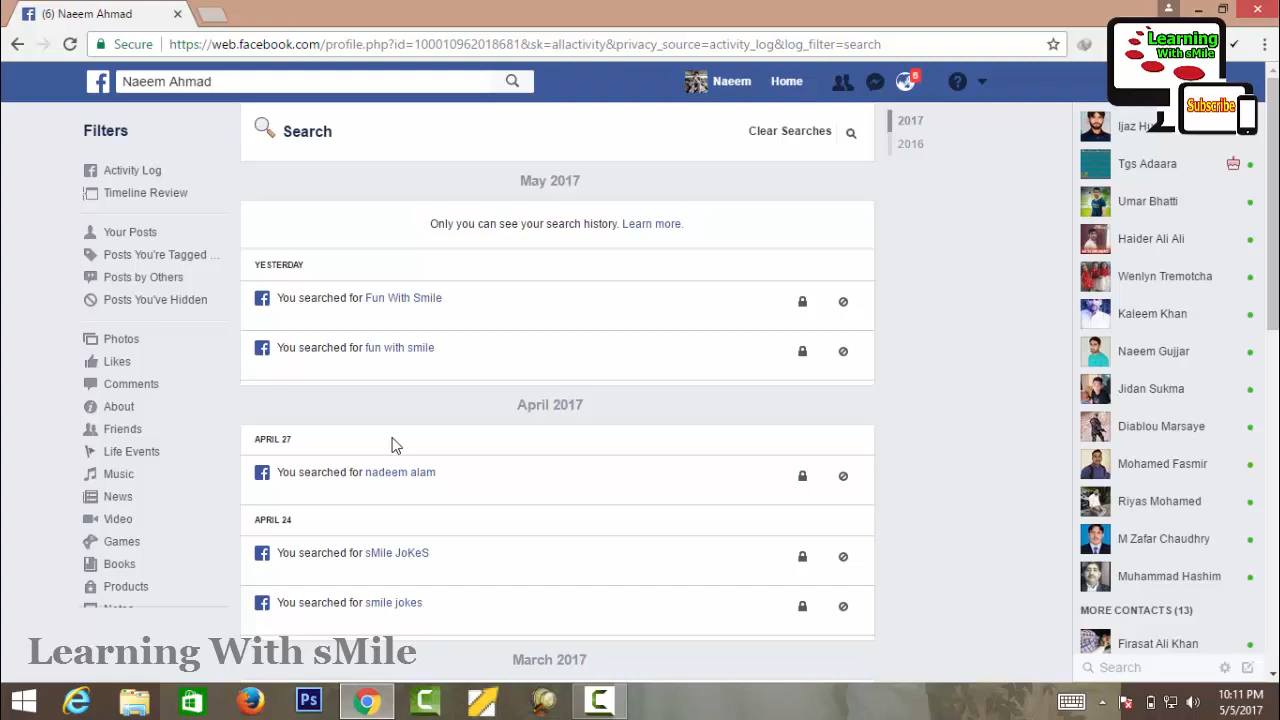 (6) Naeem Ahmad
Secure
https://web.facebook.com/profile.php?id=10
1&sk=allactivity&privacy_source=activity_log&log_filter=search
Learning
With sMile
Subscribe
Naeem Ahmad
Naeem
Home
6
?
Filters
Activity Log
Timeline Review
Your Posts
Posts You're Tagged ...
Posts by Others
Posts You've Hidden
Photos
Likes
Comments
About
Friends
Life Events
Music
News
Video
Games
Books
Products
Search
Clear Searches
May 2017
Only you can see your search history. Learn more.
YESTERDAY
You searched for Fun With Smile
You searched for fun with smile
April 2017
APRIL 27
You searched for nadeem alam
APRIL 24
You searched for sMile JoKeS
You searched for smile jokes
March 2017
2017
2016
Ijaz
Tgs Adaara
Umar Bhatti
Haider Ali Ali
Wenlyn Tremotcha
Kaleem Khan
Naeem Gujjar
Jidan Sukma
Diablou Marsaye
Mohamed Fasmir
Riyas Mohamed
M Zafar Chaudhry
Muhammad Hashim
MORE CONTACTS (13)
Firasat Ali Khan
Search
Learning With sMile
Ps
10:11 PM
5/5/2017